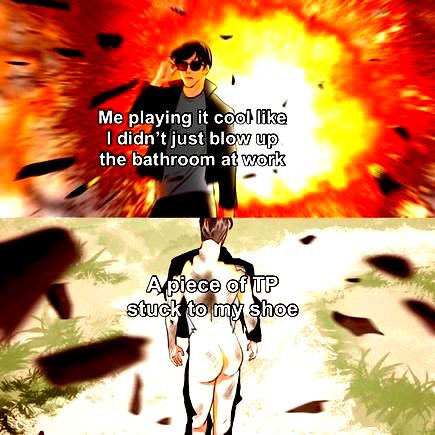 Me playing it cool like
I didn't just blow up
the bathroom at work
A piece of TP
stuck to my shoe